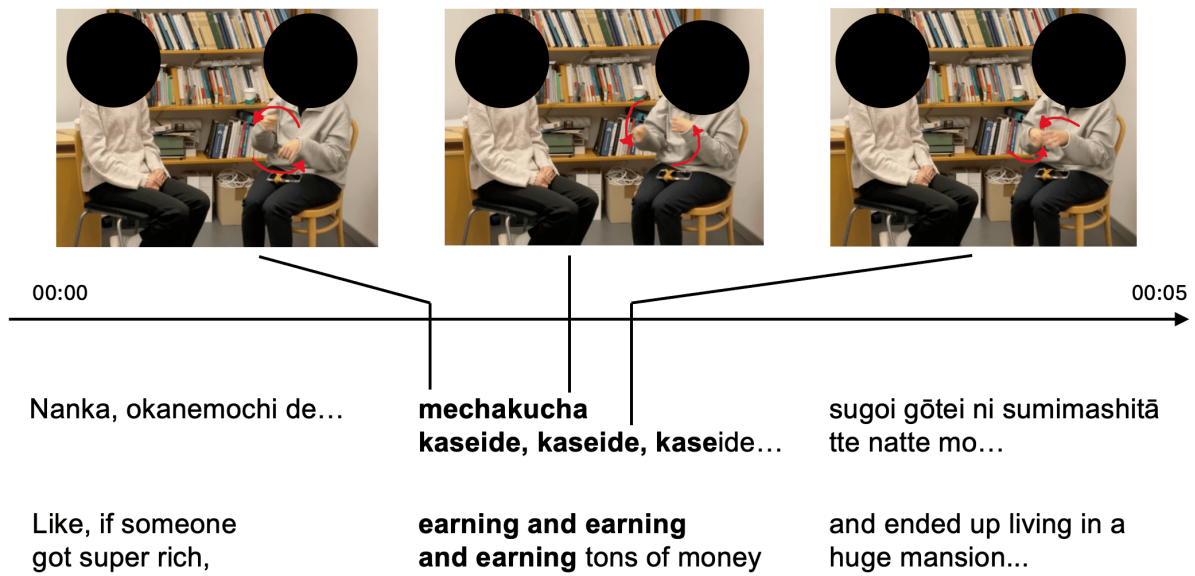 00:00
00:05
Nanka, okanemochi de…
mechakucha
kaseide, kaseide, kaseide…
sugoi gōtei ni sumimashitā
tte natte mo…
Like, if someone
got super rich,
earning and earning
and earning tons of money
and ended up living in a
huge mansion...